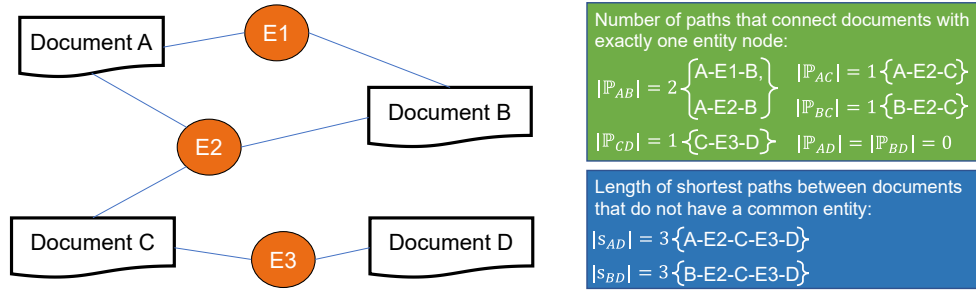 Document A
E1
Document B
E2
Document C
E3
Document D
Number of paths that connect documents with
exactly one entity node:
|ℙ_AB| = 2 {A-E1-B,
A-E2-B}
|ℙ_AC| = 1 {A-E2-C}
|ℙ_BC| = 1 {B-E2-C}
|ℙ_CD| = 1 {C-E3-D}
|ℙ_AD| = |ℙ_BD| = 0
Length of shortest paths between documents
that do not have a common entity:
|s_AD| = 3 {A-E2-C-E3-D}
|s_BD| = 3 {B-E2-C-E3-D}